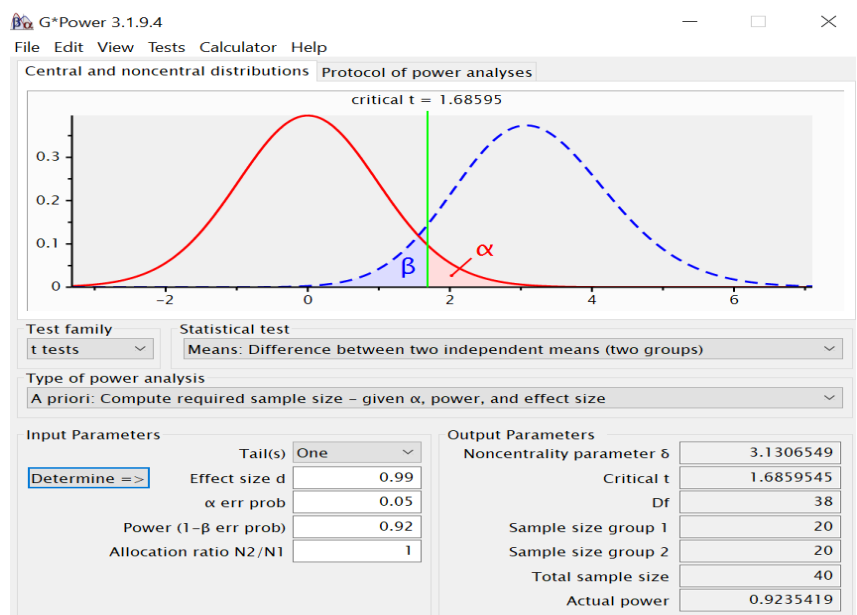 βα G*Power 3.1.9.4
File Edit View Tests Calculator Help
Central and noncentral distributions Protocol of power analyses
critical t = 1.68595
0.3
0.2
0.1
0
β
α
-2 0 2 4 6
Test family Statistical test
t tests Means: Difference between two independent means (two groups)
Type of power analysis
A priori: Compute required sample size – given α, power, and effect size
Input Parameters
Tail(s) One
Determine => Effect size d 0.99
α err prob 0.05
Power (1-β err prob) 0.92
Allocation ratio N2/N1 1
Output Parameters
Noncentrality parameter δ 3.1306549
Critical t 1.6859545
Df 38
Sample size group 1 20
Sample size group 2 20
Total sample size 40
Actual power 0.9235419